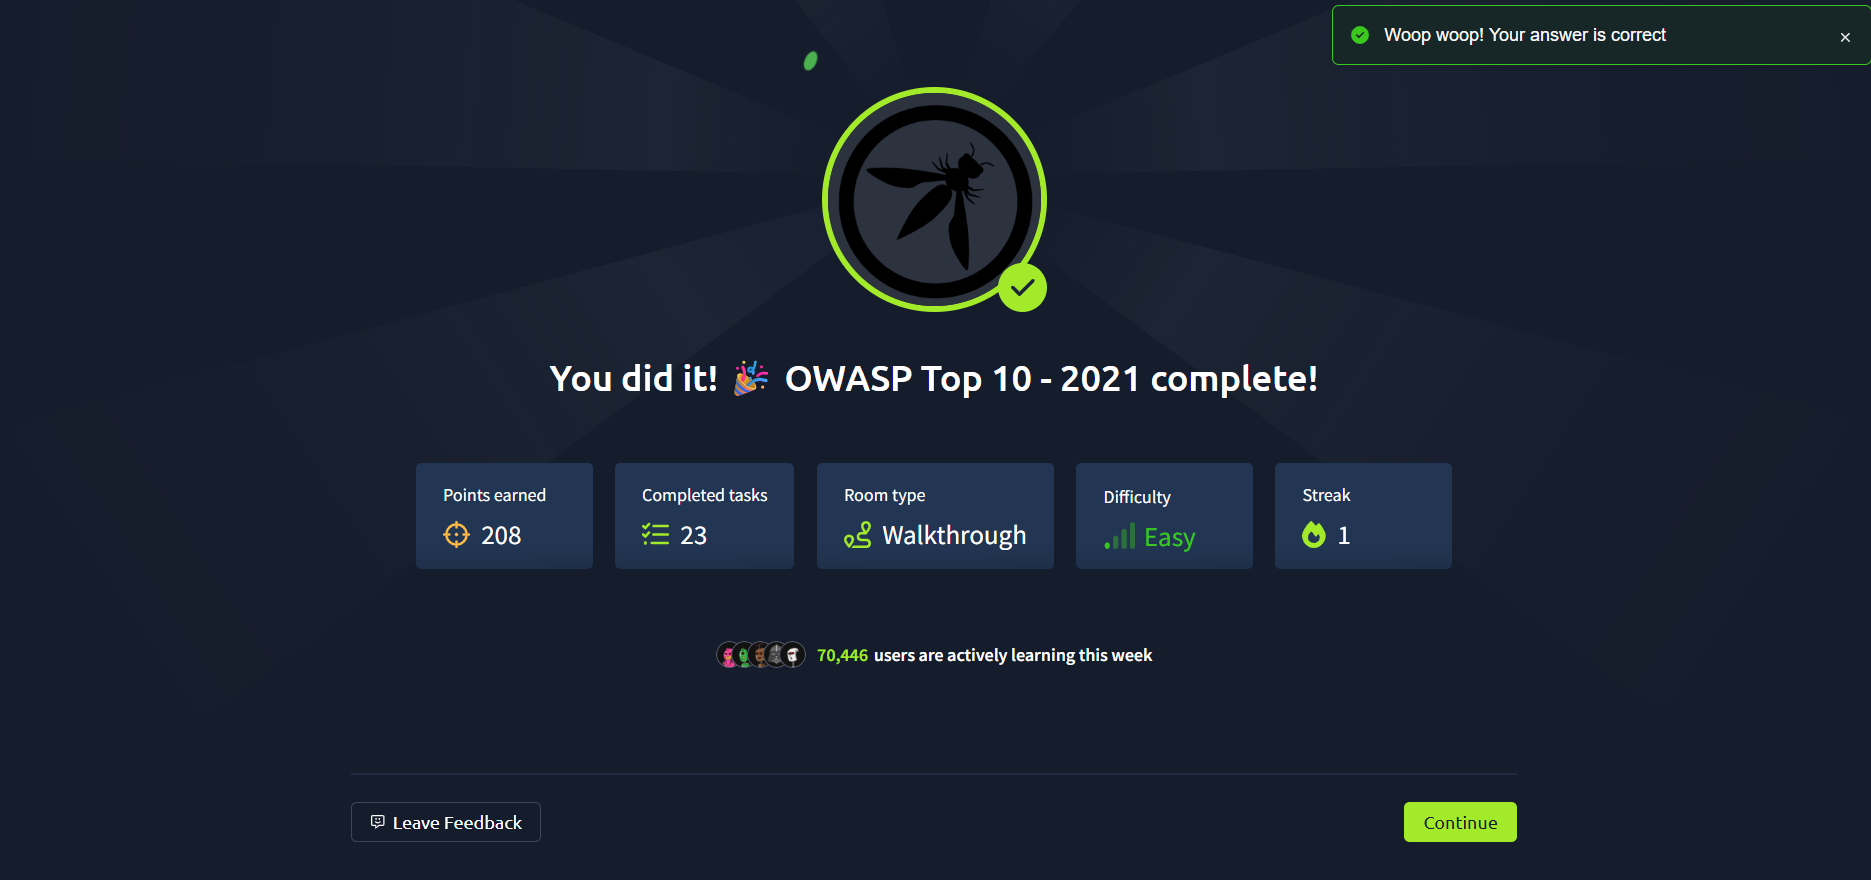 Woop woop! Your answer is correct
You did it! 🎉 OWASP Top 10 - 2021 complete!
Points earned
208
Completed tasks
23
Room type
Walkthrough
Difficulty
Easy
Streak
1
70,446 users are actively learning this week
Leave Feedback
Continue